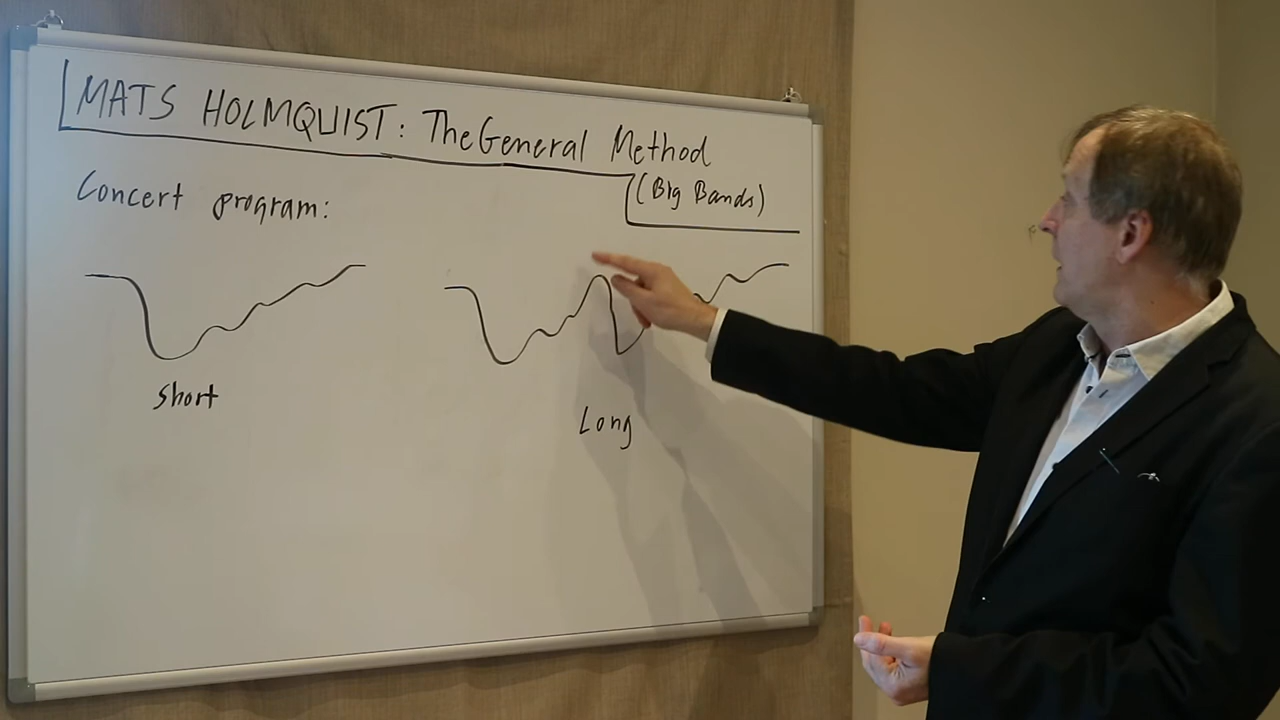 MATS HOLMQUIST: The General Method
(Big Bands)
Concert program:
Short
Long